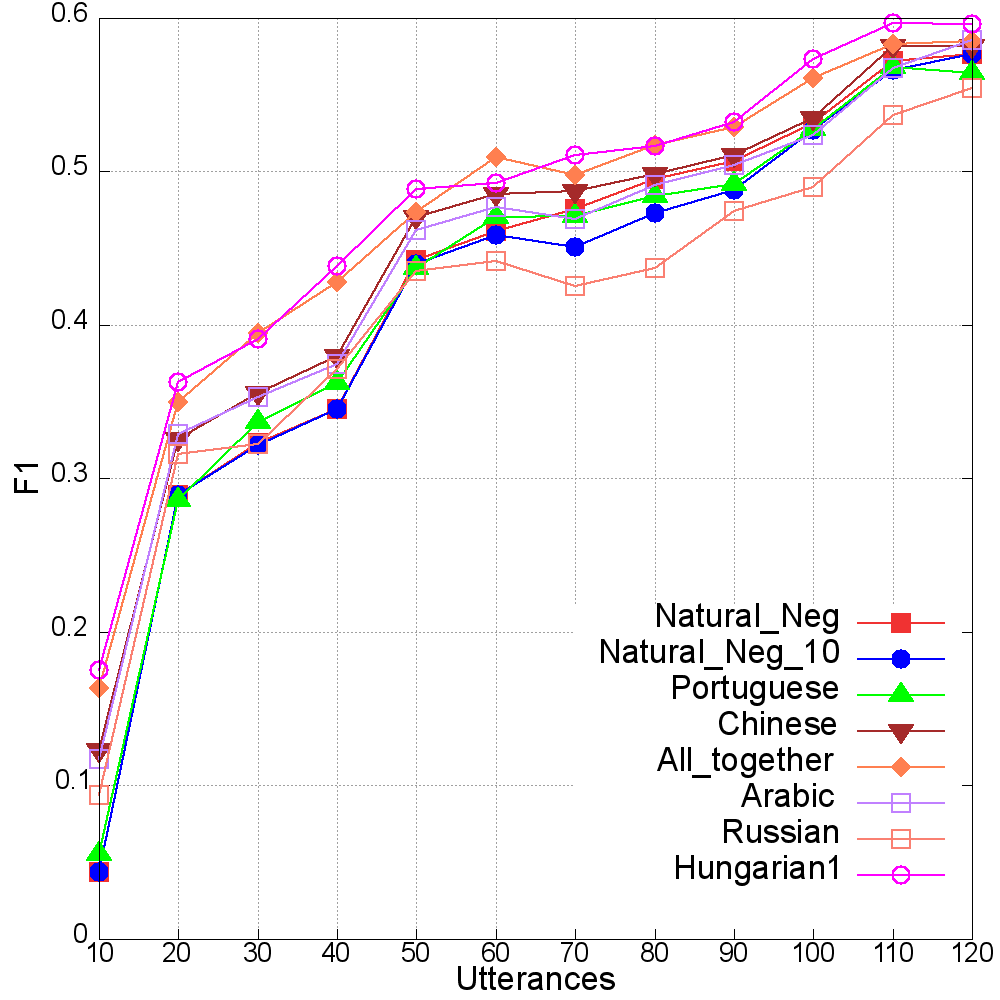 0.6
0.5
0.4
0.3
0.2
0.1
0
F1
10 20 30 40 50 60 70 80 90 100 110 120
Utterances
Natural_Neg
Natural_Neg_10
Portuguese
Chinese
All_together
Arabic
Russian
Hungarian1